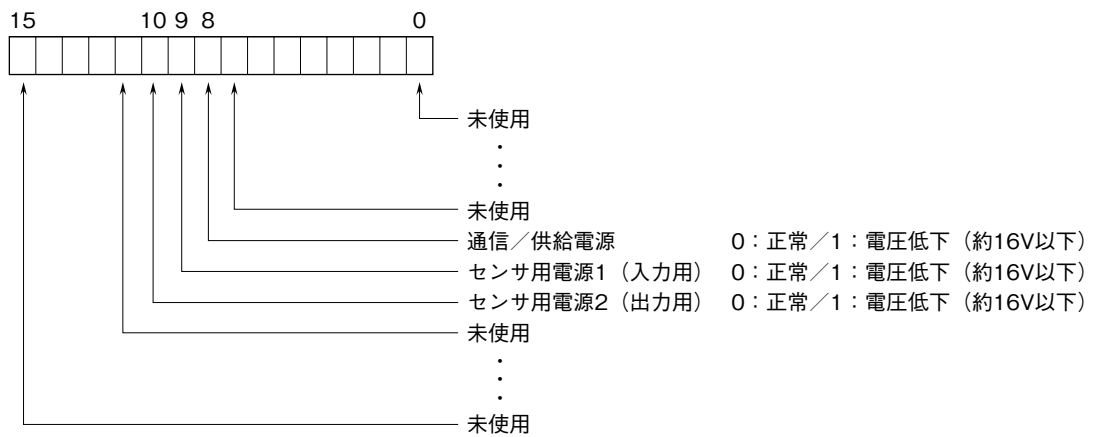 15 10 9 8 0
未使用
・
・
・
未使用
通信／供給電源 0：正常／1：電圧低下（約16V以下）
センサ用電源1（入力用） 0：正常／1：電圧低下（約16V以下）
センサ用電源2（出力用） 0：正常／1：電圧低下（約16V以下）
未使用
・
・
・
未使用